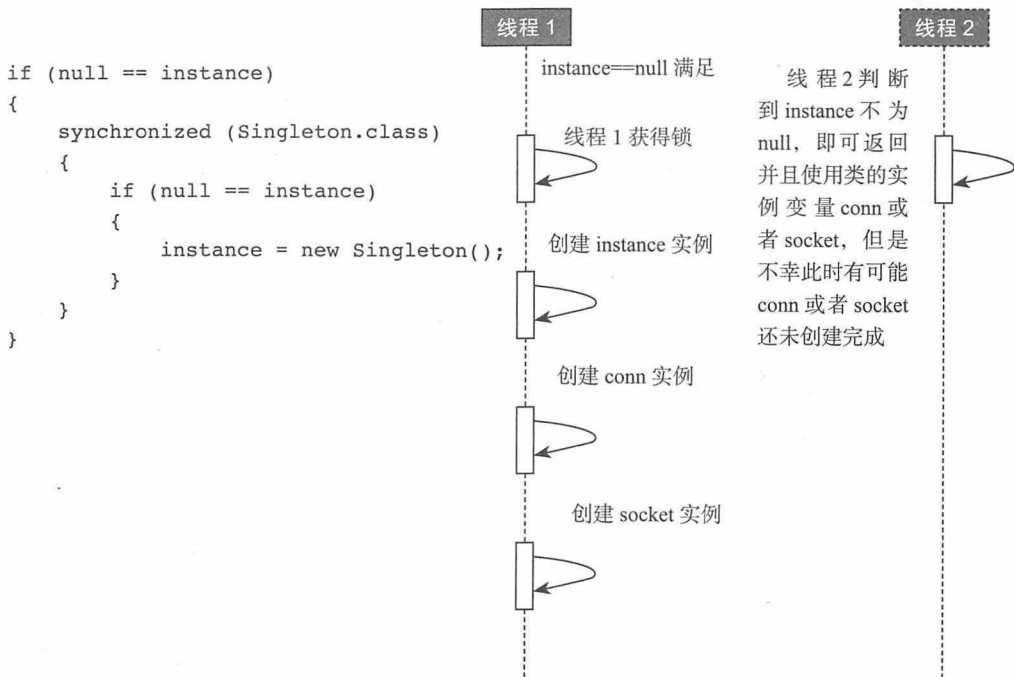 if (null == instance)
{
    synchronized (Singleton.class)
    {
        if (null == instance)
        {
            instance = new Singleton();
        }
    }
}
线程 1
instance==null 满足
线程 1 获得锁
创建 instance 实例
创建 conn 实例
创建 socket 实例
线程 2
线程2判断
到 instance 不为
null，即可返回
并且使用类的实
例变量 conn 或
者 socket，但是
不幸此时有可能
conn 或者 socket
还未创建完成